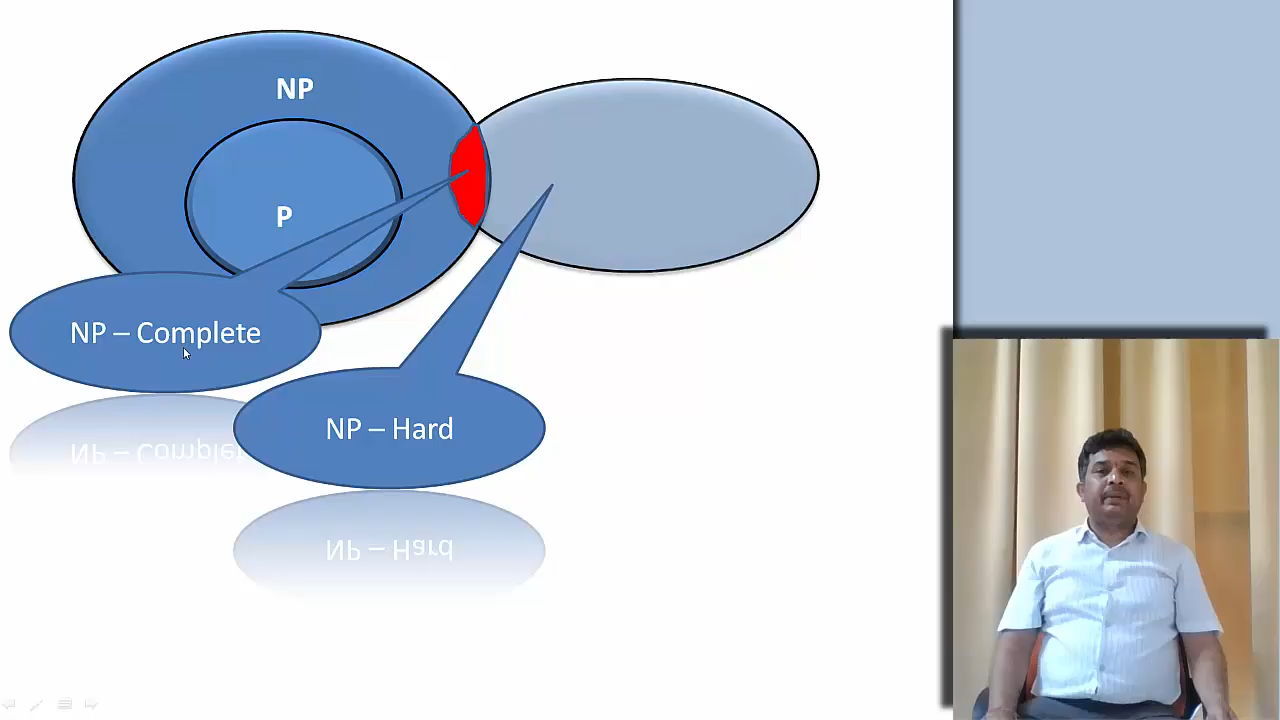 NP
P
NP – Complete
NP – Hard